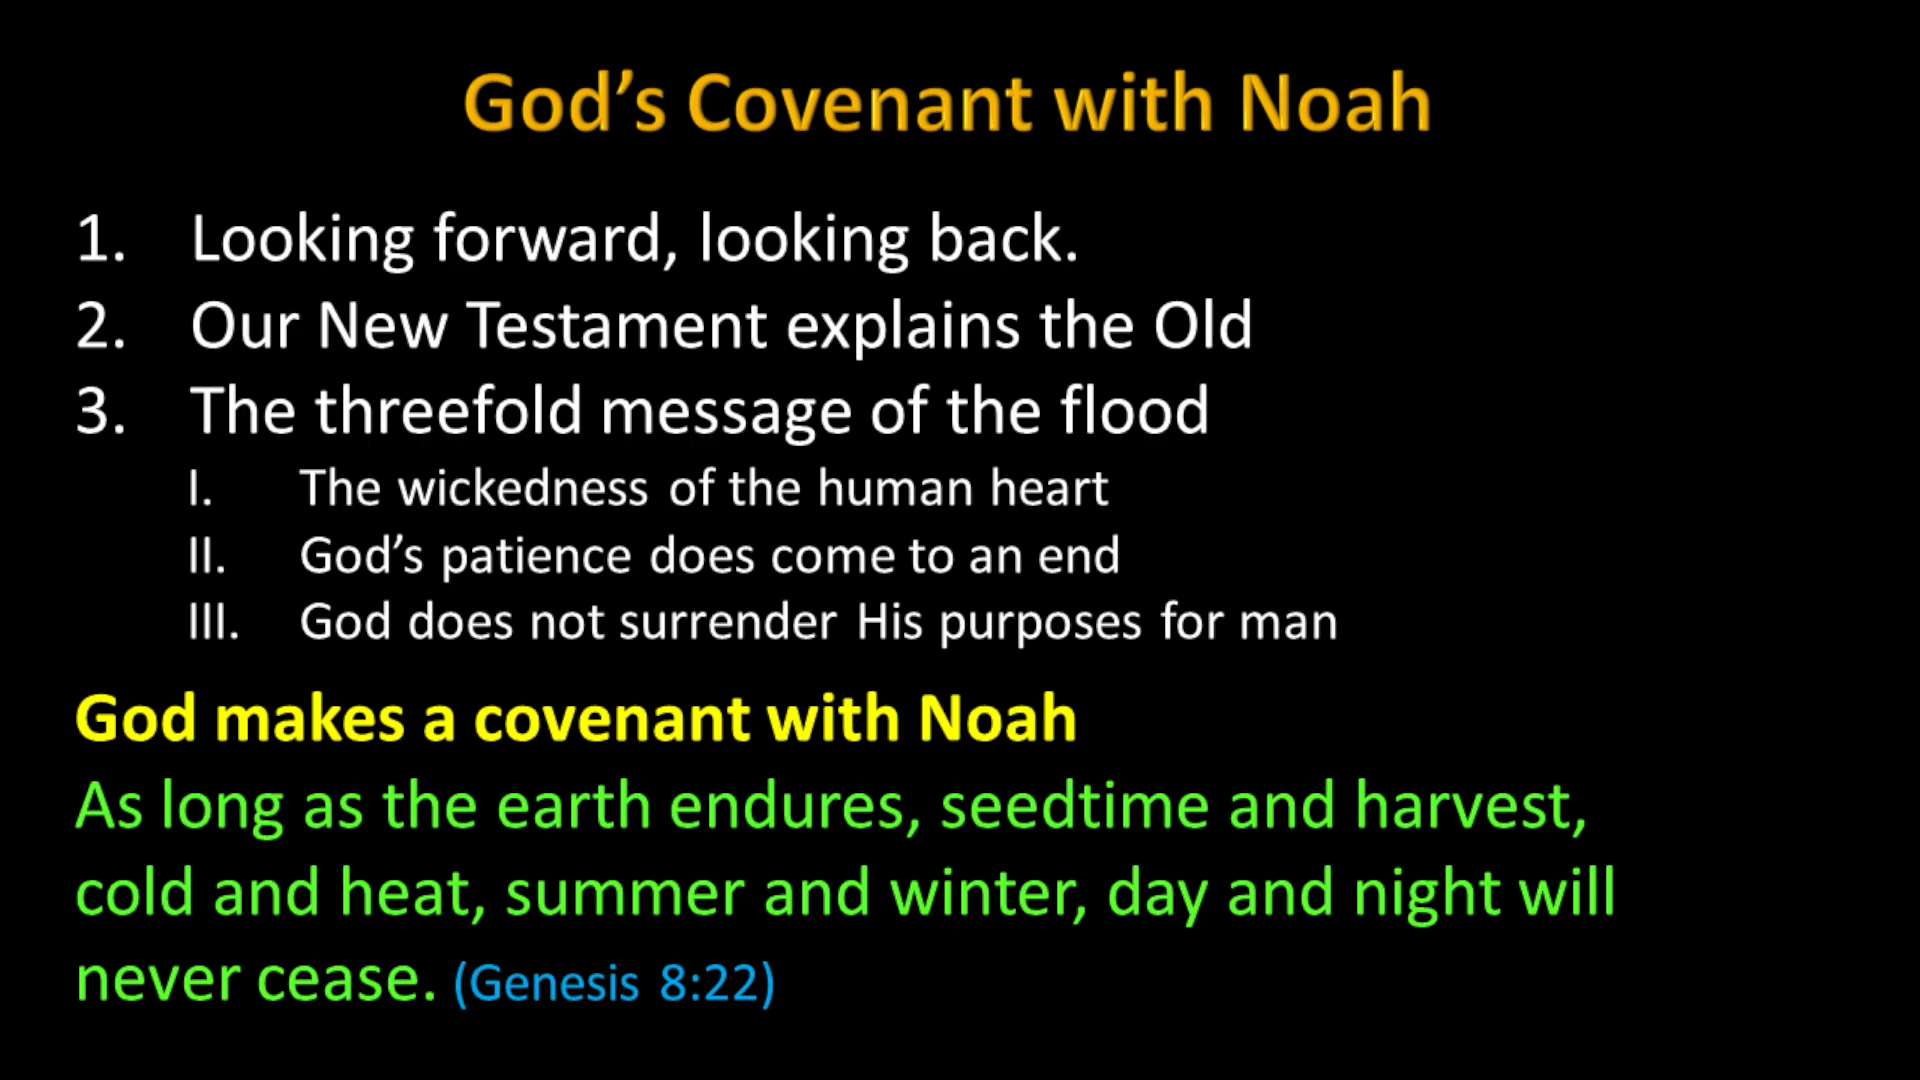 God’s Covenant with Noah
1. Looking forward, looking back.
2. Our New Testament explains the Old
3. The threefold message of the flood
I. The wickedness of the human heart
II. God’s patience does come to an end
III. God does not surrender His purposes for man
God makes a covenant with Noah
As long as the earth endures, seedtime and harvest,
cold and heat, summer and winter, day and night will
never cease. (Genesis 8:22)